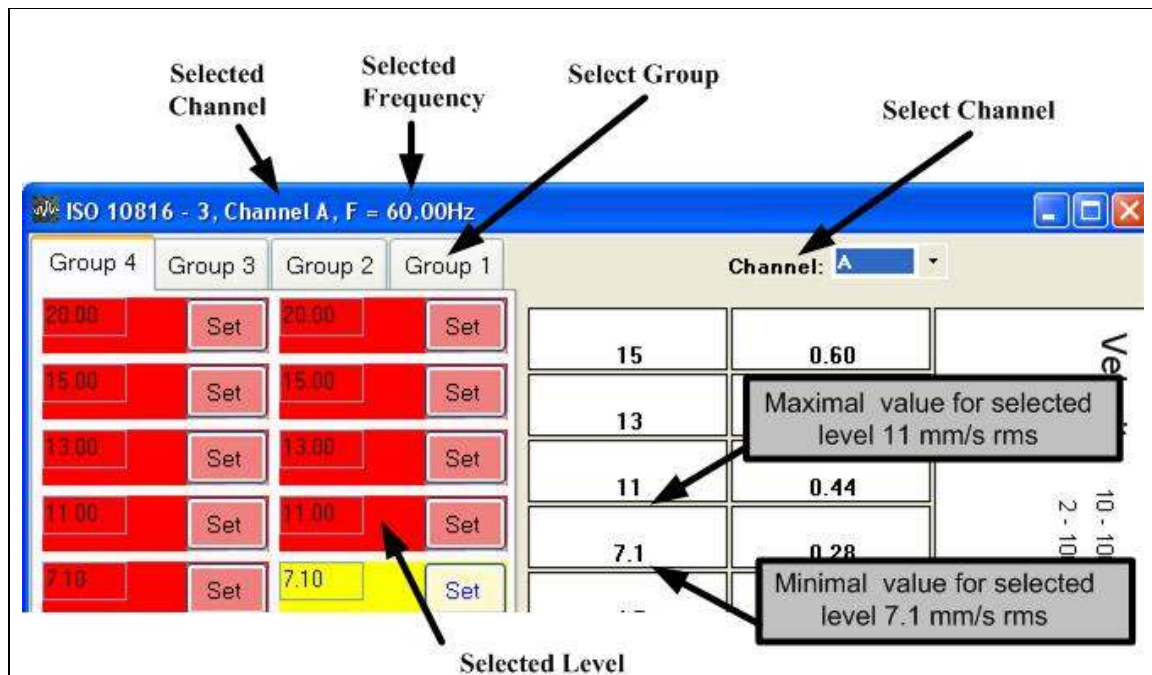 Selected
Channel
Selected
Frequency
Select Group
Select Channel
ISO 10816 - 3, Channel A, F = 60.00Hz
Group 4 Group 3 Group 2 Group 1
Channel: A
20.00 Set 20.00 Set
15 0.60
15.00 Set 15.00 Set
13
Maximal value for selected
level 11 mm/s rms
13.00 Set 13.00 Set
11 0.44
11.00 Set 11.00 Set
7.1 0.28
10 - 10
2 - 10
7.10 Set 7.10 Set
Minimal value for selected
level 7.1 mm/s rms
Selected Level